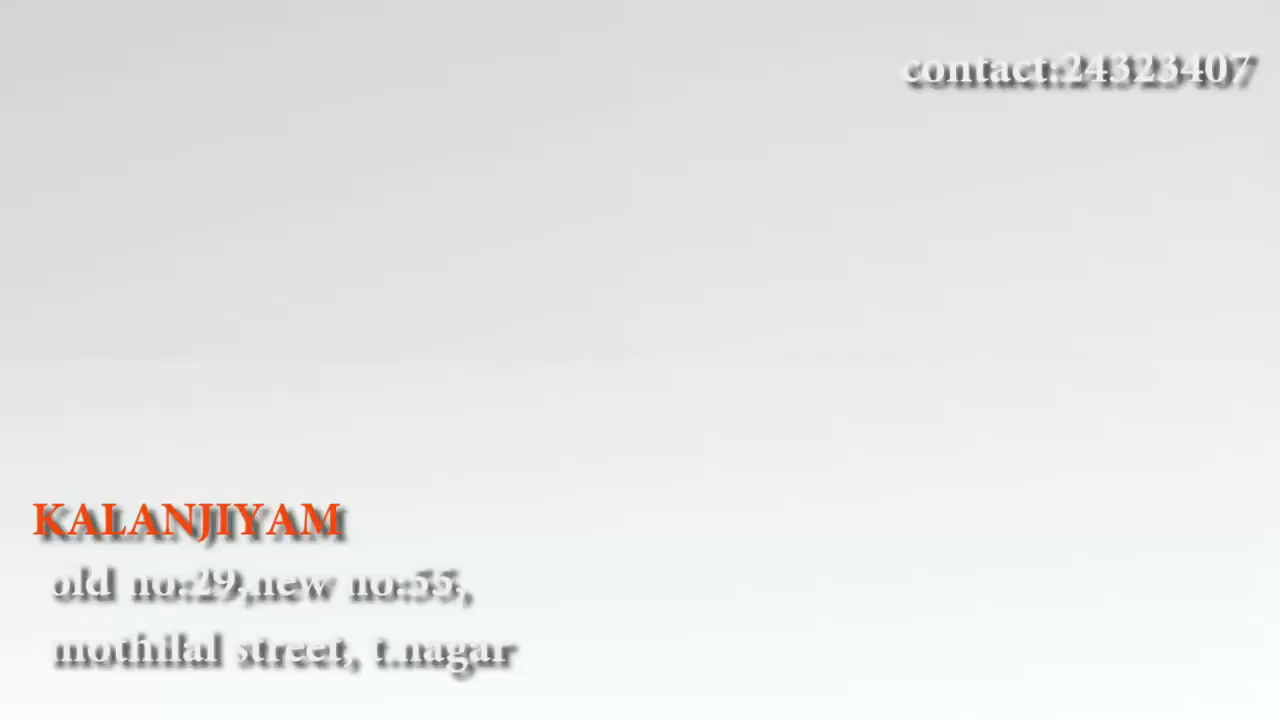 contact:24323407
KALANJIYAM
old no:29,new no:55,
mothilal street, t.nagar